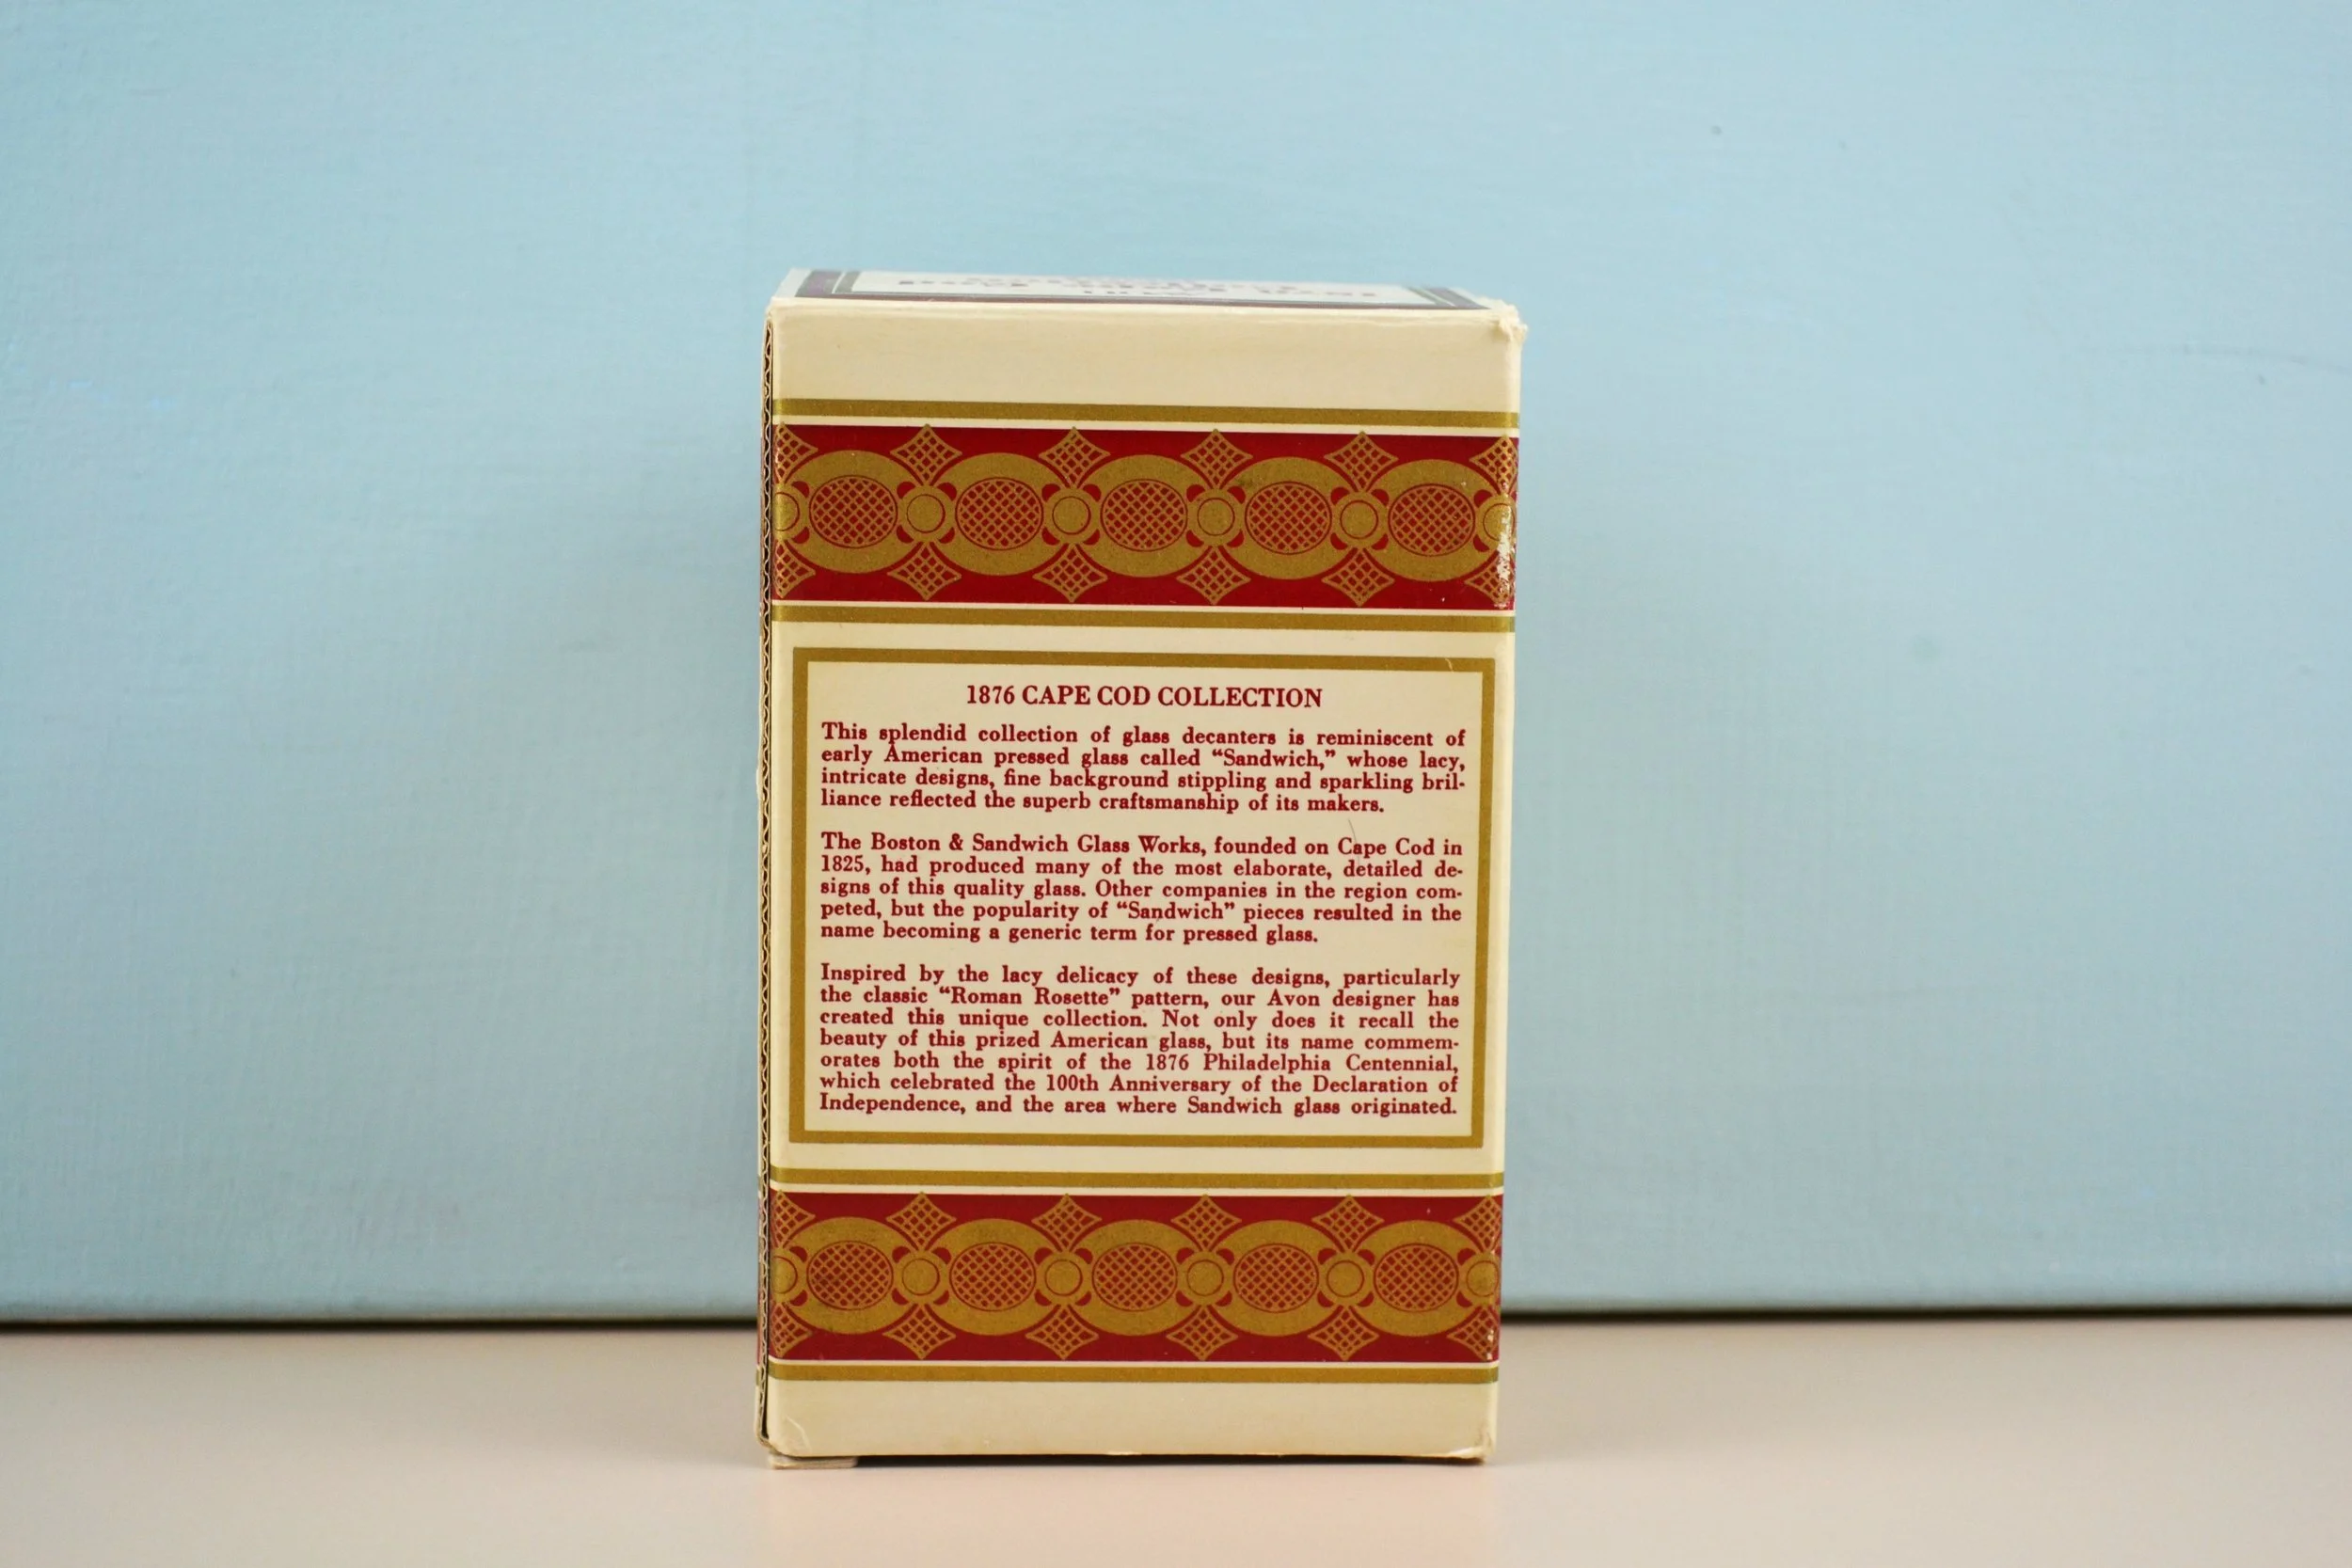 1876 CAPE COD COLLECTION
This splendid collection of glass decanters is reminiscent of
early American pressed glass called “Sandwich,” whose lacy,
intricate designs, fine background stippling and sparkling bril-
liance reflected the superb craftsmanship of its makers.
The Boston & Sandwich Glass Works, founded on Cape Cod in
1825, had produced many of the most elaborate, detailed de-
signs of this quality glass. Other companies in the region com-
peted, but the popularity of “Sandwich” pieces resulted in the
name becoming a generic term for pressed glass.
Inspired by the lacy delicacy of these designs, particularly
the classic “Roman Rosette” pattern, our Avon designer has
created this unique collection. Not only does it recall the
beauty of this prized American glass, but its name commem-
orates both the spirit of the 1876 Philadelphia Centennial,
which celebrated the 100th Anniversary of the Declaration of
Independence, and the area where Sandwich glass originated.